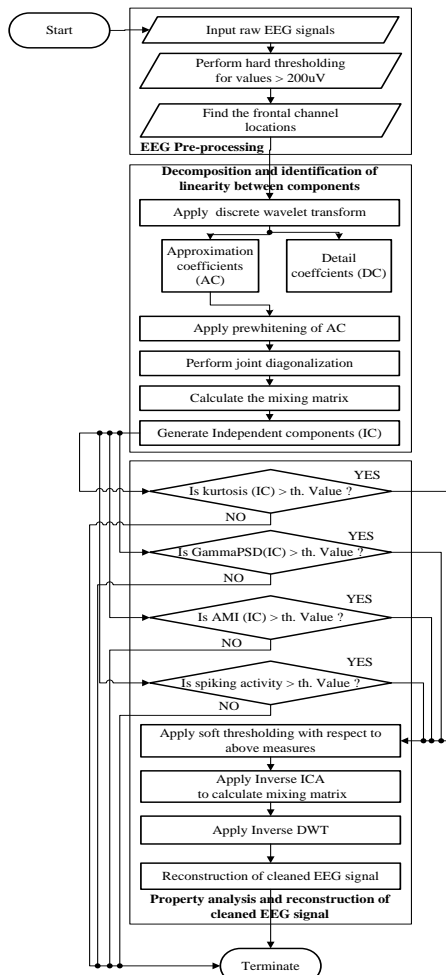 Start
Input raw EEG signals
Perform hard thresholding
for values > 200uV
Find the frontal channel
locations
EEG Pre-processing
Decomposition and identification of
linearity between components
Apply discrete wavelet transform
Approximation
coefficients
(AC)
Detail
coeffcients (DC)
Apply prewhitening of AC
Perform joint diagonalization
Calculate the mixing matrix
Generate Independent components (IC)
Is kurtosis (IC) > th. Value ?
YES
NO
Is GammaPSD(IC) > th. Value ?
YES
NO
Is AMI (IC) > th. Value ?
YES
NO
Is spiking activity > th. Value ?
YES
NO
Apply soft thresholding with respect to
above measures
Apply Inverse ICA
to calculate mixing matrix
Apply Inverse DWT
Reconstruction of cleaned EEG signal
Property analysis and reconstruction of
cleaned EEG signal
Terminate